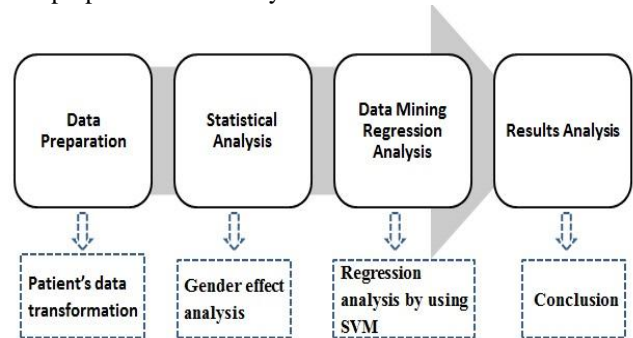 Data
Preparation
Statistical
Analysis
Data Mining
Regression
Analysis
Results Analysis
Patient's data
transformation
Gender effect
analysis
Regression
analysis by using
SVM
Conclusion